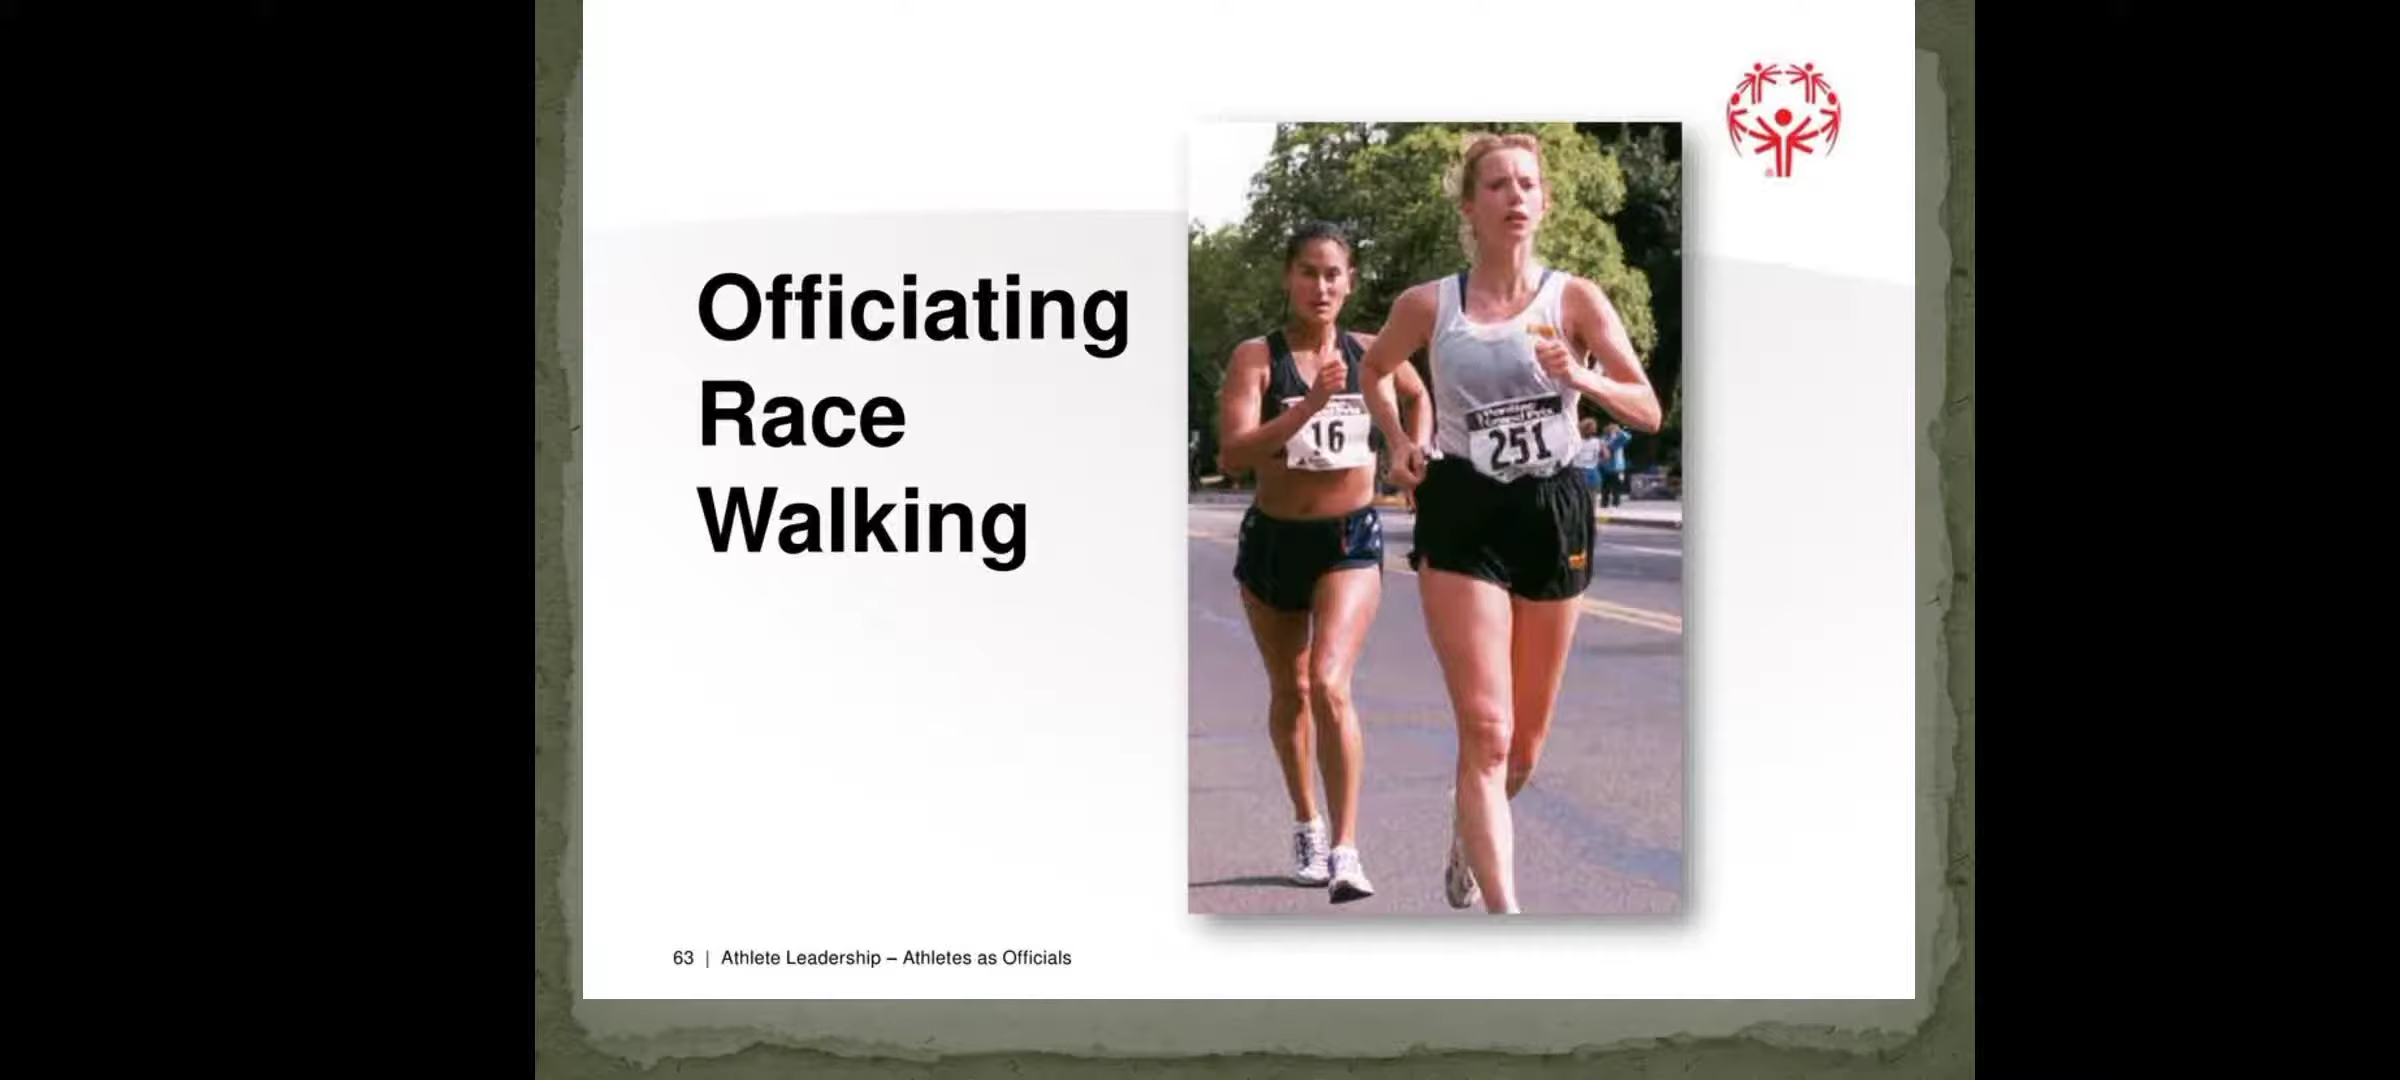 Officiating
Race
Walking
16
251
63 | Athlete Leadership – Athletes as Officials